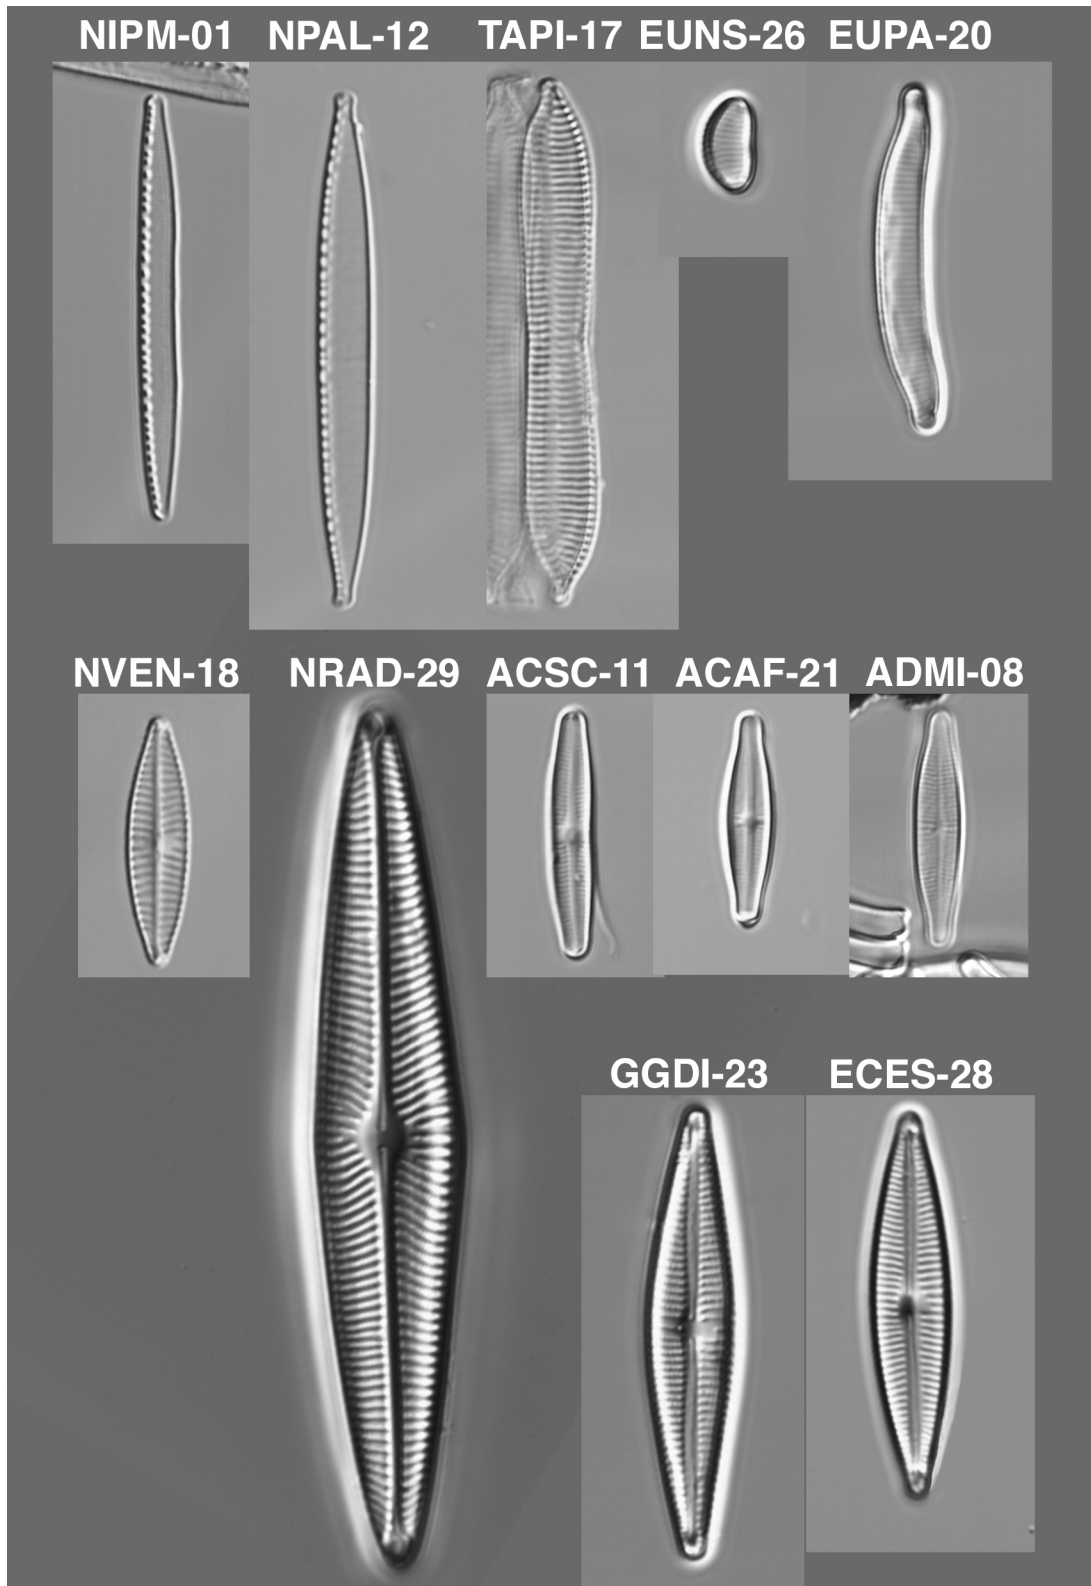 NIPM-01 NPAL-12 TAPI-17 EUNS-26 EUPA-20
NVEN-18 NRAD-29 ACSC-11 ACAF-21 ADMI-08
GGDI-23 ECES-28